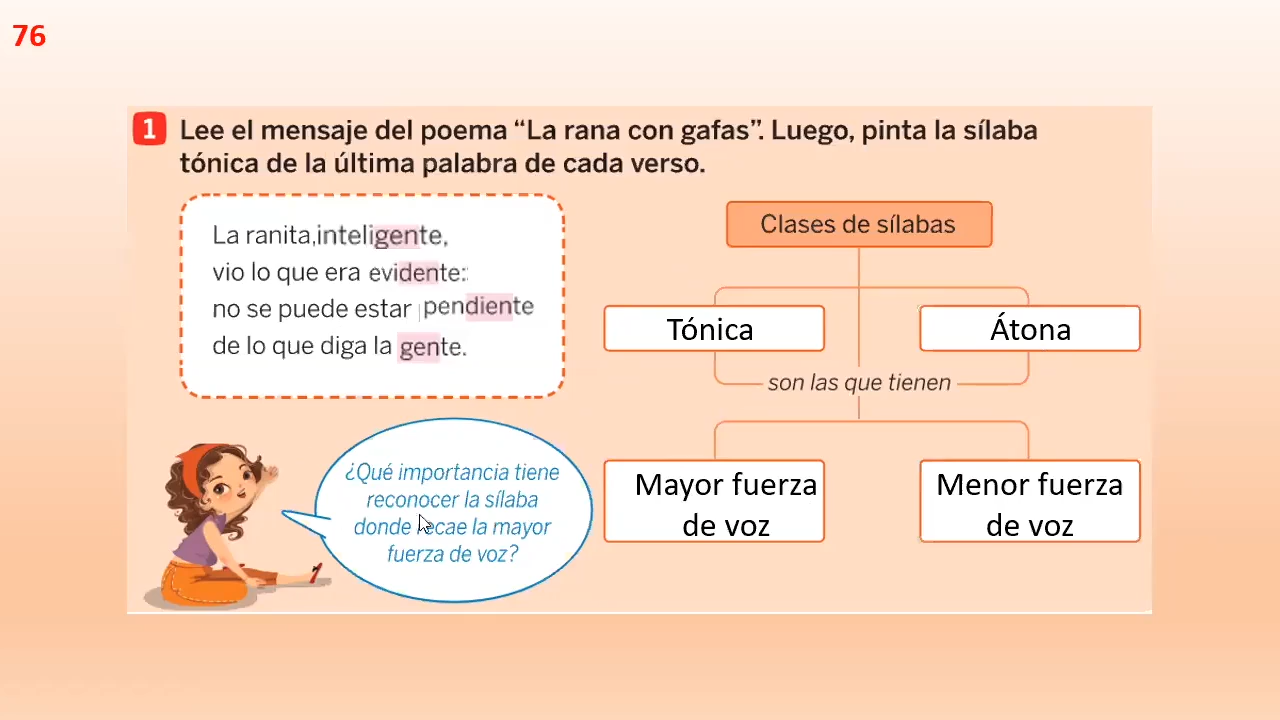 76
1 Lee el mensaje del poema “La rana con gafas”. Luego, pinta la sílaba
tónica de la última palabra de cada verso.
La ranita,inteligente,
vio lo que era evidente:
no se puede estar pendiente
de lo que diga la gente.
Clases de sílabas
Tónica
Átona
son las que tienen
Mayor fuerza
de voz
Menor fuerza
de voz
¿Qué importancia tiene
reconocer la sílaba
donde recae la mayor
fuerza de voz?